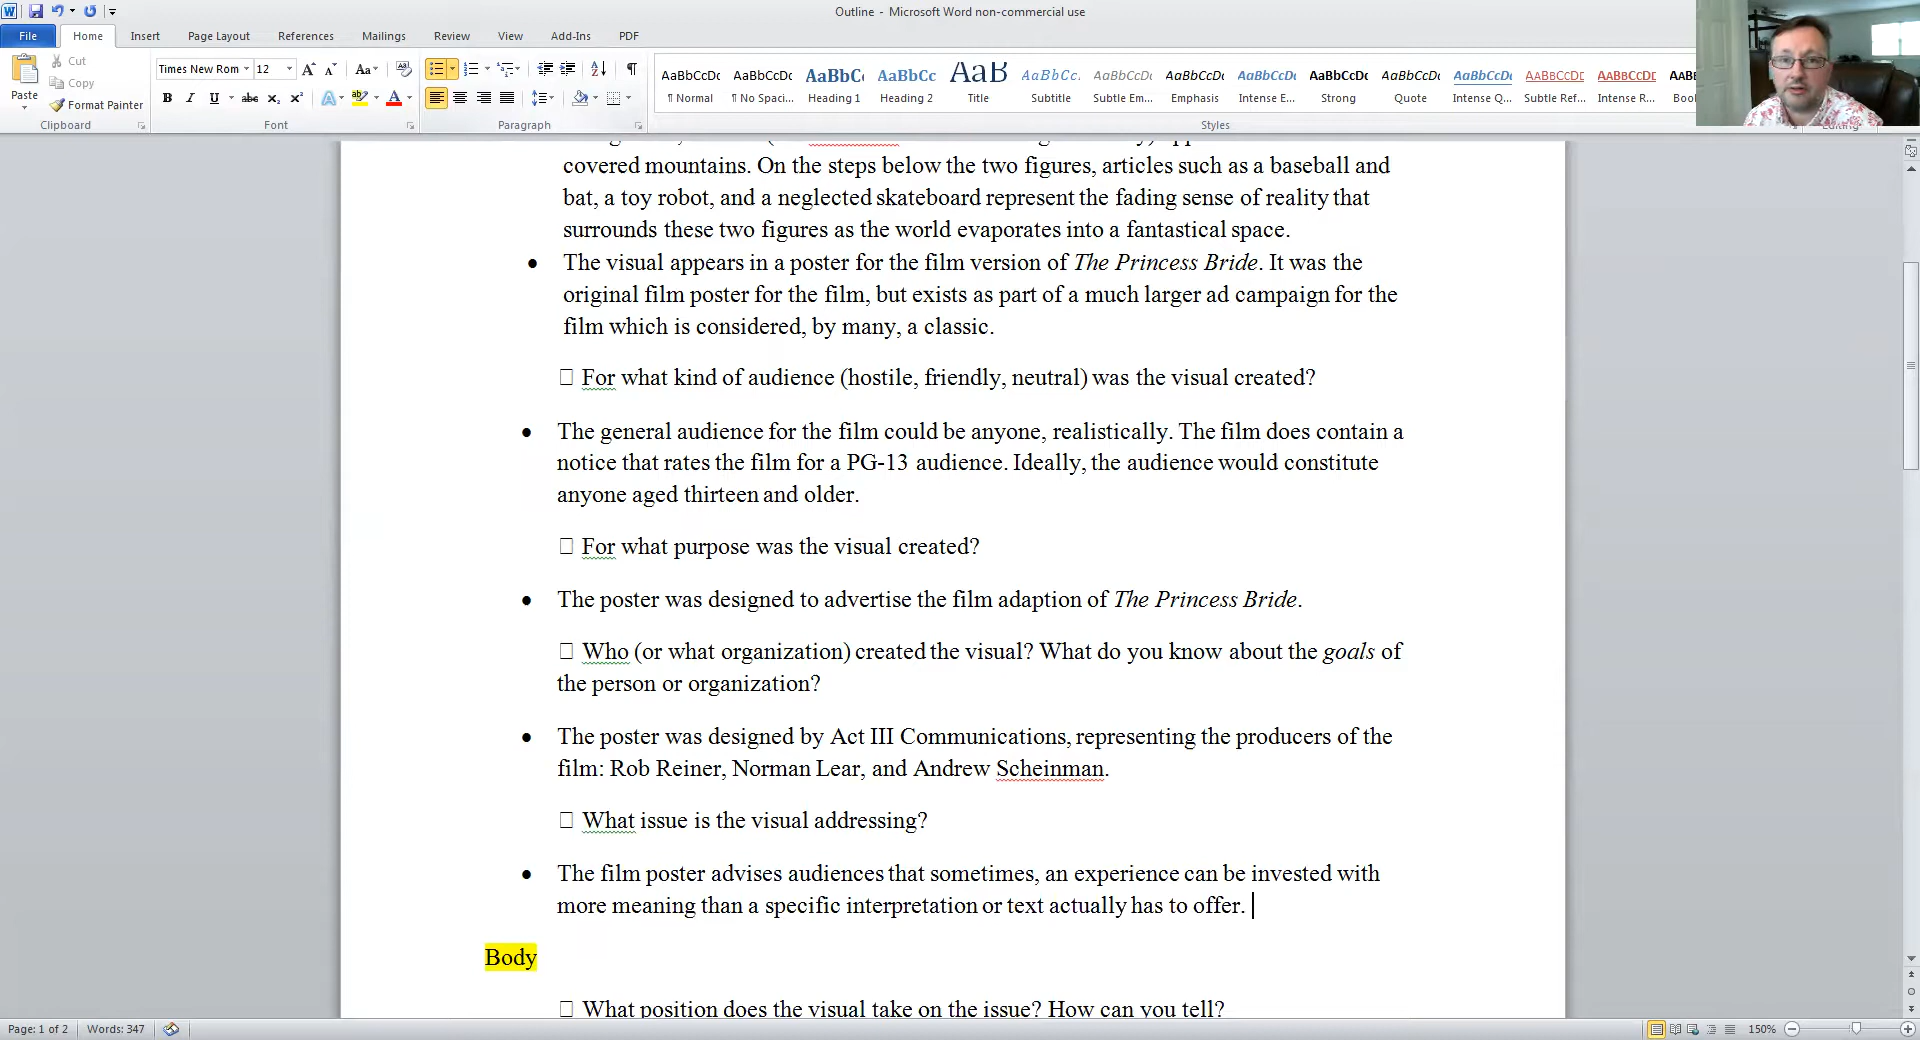 Outline - Microsoft Word non-commercial use
File Home Insert Page Layout References Mailings Review View Add-Ins PDF
Paste
Cut
Copy
Format Painter
Clipboard
Times New Rom 12
Font
Paragraph
AaBbCcDc AaBbCcDc AaBbC AaBbCc AaB AaBbCc. AaBbCcDc AaBbCcDc AaBbCcDc AaBbCcDc AaBbCcDc AaBbCcDc AABBCCDE AABBCCDE
¶ Normal ¶ No Spaci... Heading 1 Heading 2 Title Subtitle Subtle Em... Emphasis Intense E... Strong Quote Intense Q... Subtle Ref... Intense R...
Styles
Editing
covered mountains. On the steps below the two figures, articles such as a baseball and
bat, a toy robot, and a neglected skateboard represent the fading sense of reality that
surrounds these two figures as the world evaporates into a fantastical space.
• The visual appears in a poster for the film version of The Princess Bride. It was the
original film poster for the film, but exists as part of a much larger ad campaign for the
film which is considered, by many, a classic.
For what kind of audience (hostile, friendly, neutral) was the visual created?
• The general audience for the film could be anyone, realistically. The film does contain a
notice that rates the film for a PG-13 audience. Ideally, the audience would constitute
anyone aged thirteen and older.
For what purpose was the visual created?
• The poster was designed to advertise the film adaption of The Princess Bride.
Who (or what organization) created the visual? What do you know about the goals of
the person or organization?
• The poster was designed by Act III Communications, representing the producers of the
film: Rob Reiner, Norman Lear, and Andrew Scheinman.
What issue is the visual addressing?
• The film poster advises audiences that sometimes, an experience can be invested with
more meaning than a specific interpretation or text actually has to offer.
Body
What position does the visual take on the issue? How can you tell?
Page: 1 of 2 Words: 347 150%